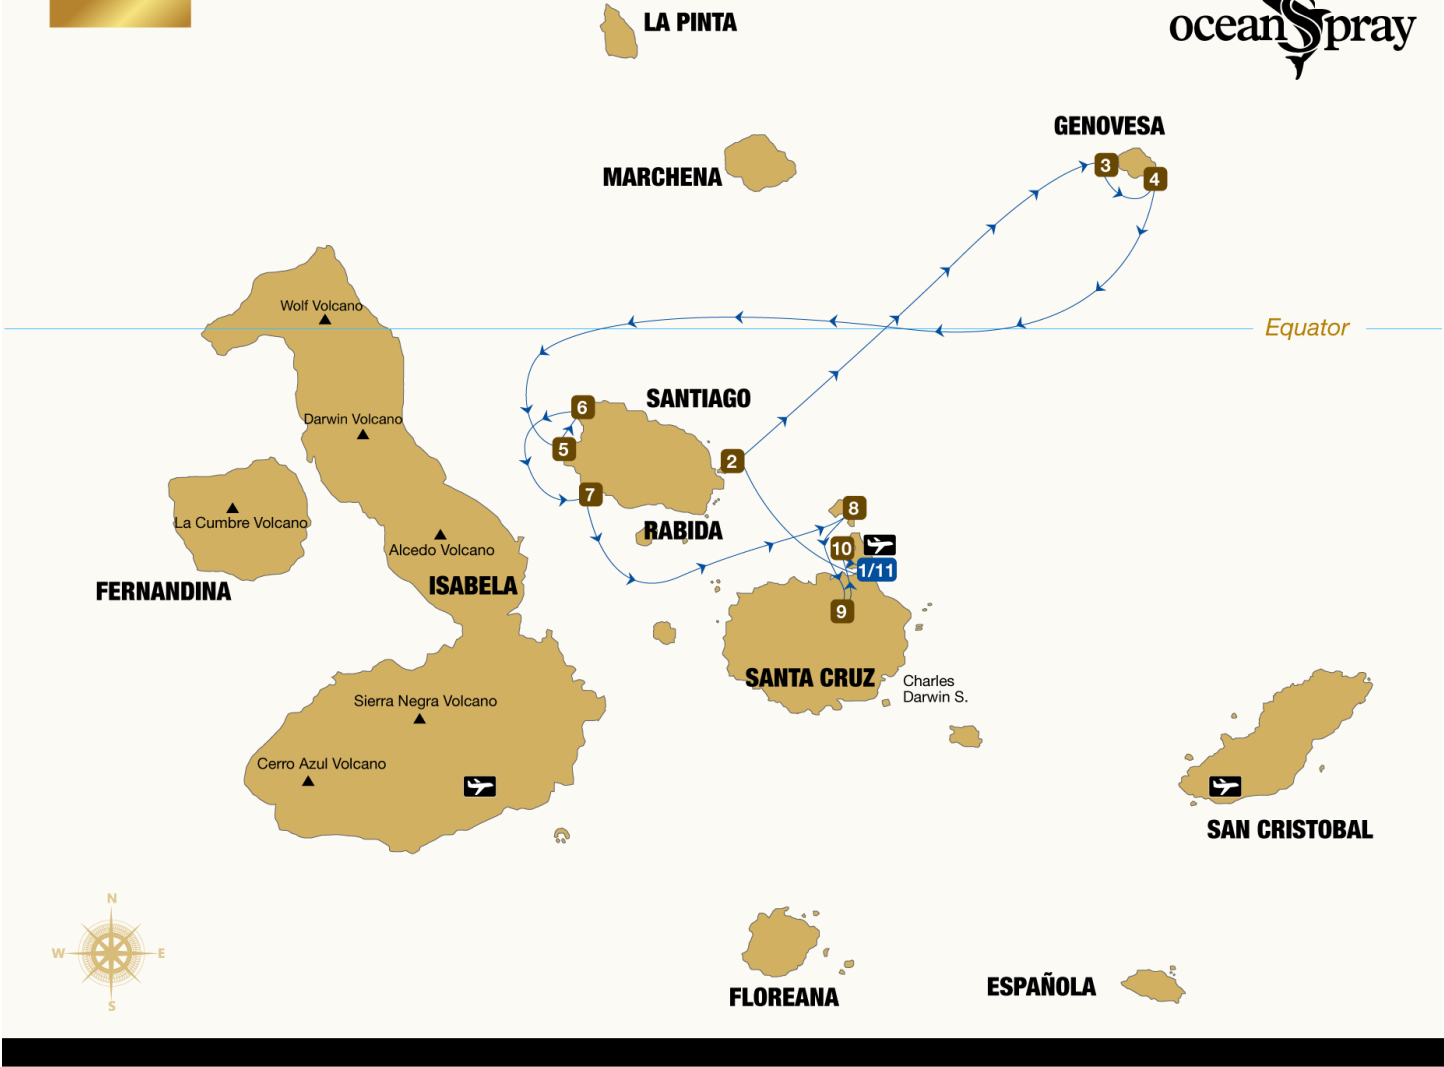 LA PINTA
oceanSpray
GENOVESA
MARCHENA
3
4
Wolf Volcano
Equator
SANTIAGO
6
Darwin Volcano
5
2
7
8
La Cumbre Volcano
RABIDA
Alcedo Volcano
10
1/11
ISABELA
FERNANDINA
9
SANTA CRUZ
Charles
Darwin S.
Sierra Negra Volcano
Cerro Azul Volcano
SAN CRISTOBAL
N
W E
S
ESPAÑOLA
FLOREANA